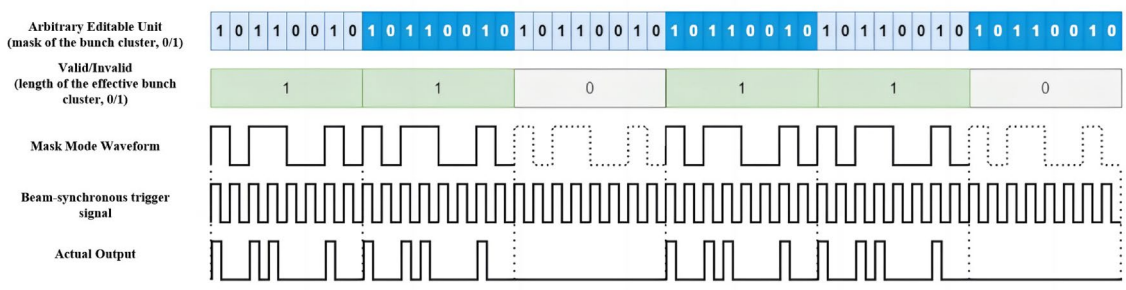 Arbitrary Editable Unit
(mask of the bunch cluster, 0/1)
1 0 1 1 0 0 1 0 1 0 1 1 0 0 1 0 1 0 1 1 0 0 1 0 1 0 1 1 0 0 1 0 1 0 1 1 0 0 1 0 1 0 1 1 0 0 1 0
Valid/Invalid
(length of the effective bunch
cluster, 0/1)
1 1 0 1 1 0
Mask Mode Waveform
Beam-synchronous trigger
signal
Actual Output